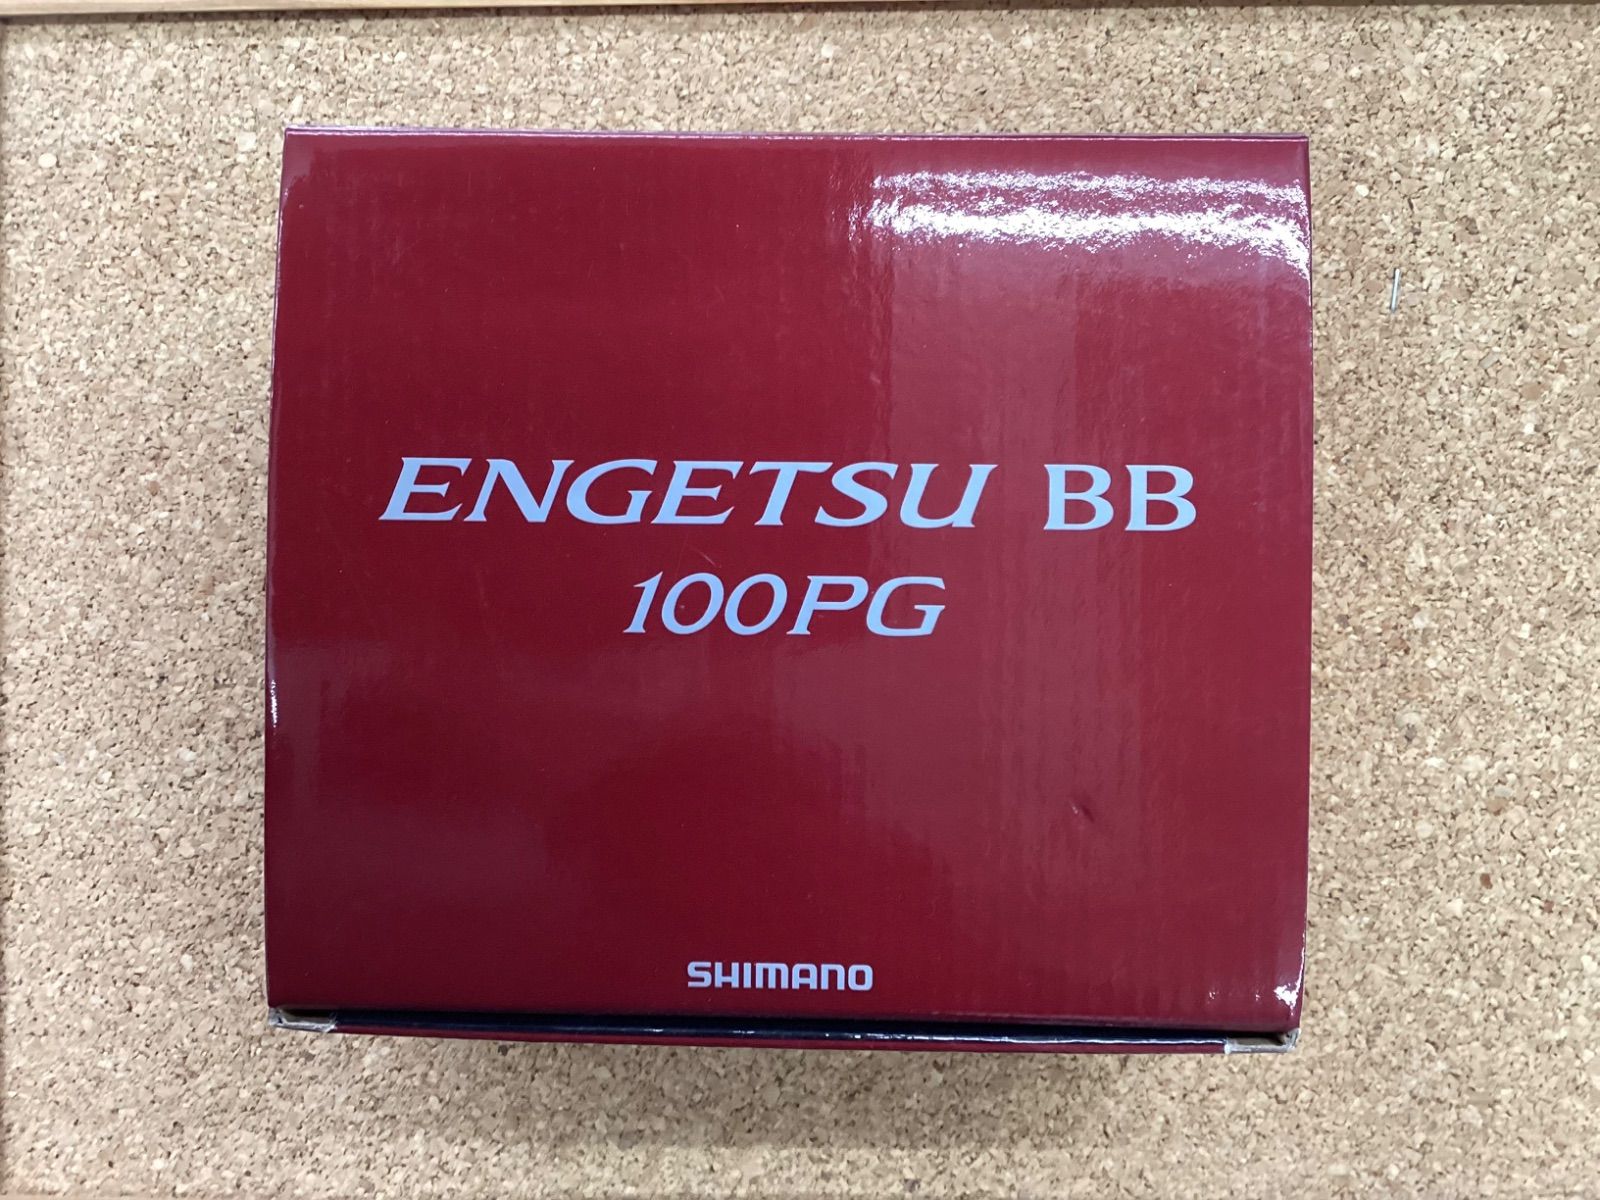 ENGETSU BB
100PG
SHIMANO